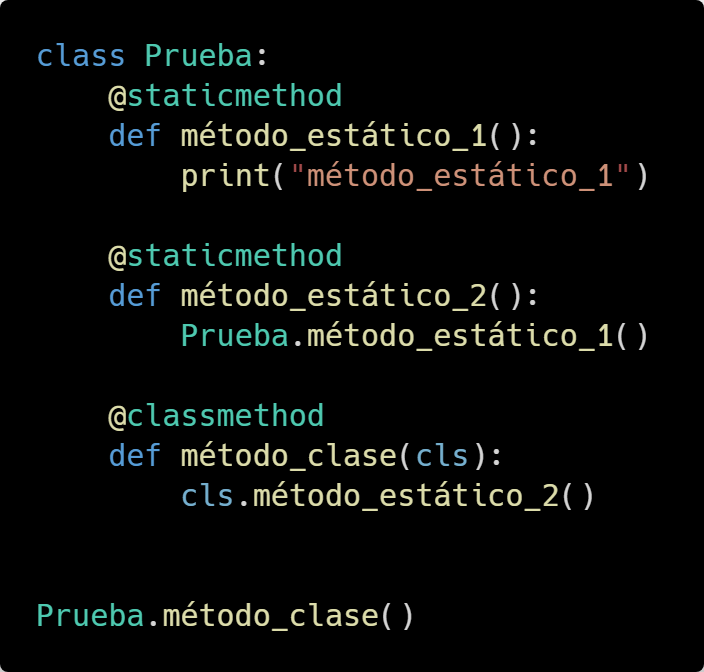 class Prueba:
    @staticmethod
    def método_estático_1():
        print("método_estático_1")

    @staticmethod
    def método_estático_2():
        Prueba.método_estático_1()

    @classmethod
    def método_clase(cls):
        cls.método_estático_2()


Prueba.método_clase()